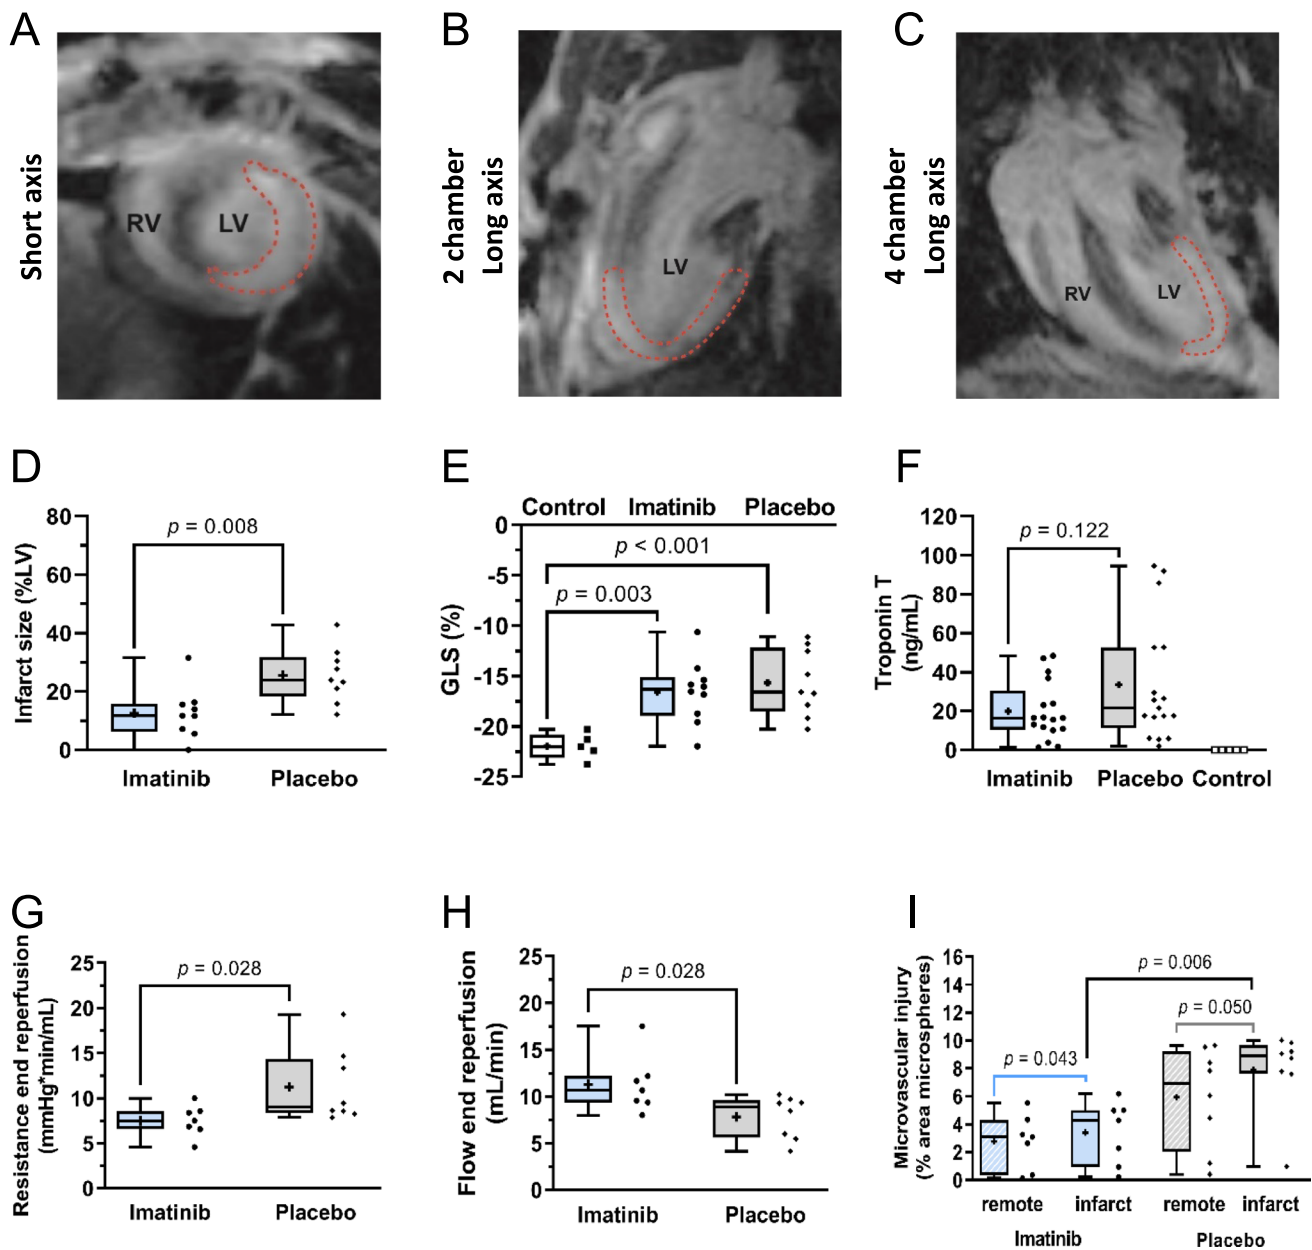 A
B
C
Short axis
2 chamber
Long axis
4 chamber
Long axis
RV
LV
LV
RV
LV
D
E
F
Infarct size (%LV)
80
60
40
20
0
p = 0.008
Imatinib
Placebo
Control
Imatinib
Placebo
GLS (%)
0
-5
-10
-15
-20
-25
p < 0.001
p = 0.003
Troponin T
(ng/mL)
120
100
80
60
40
20
0
p = 0.122
Imatinib
Placebo
Control
G
H
I
Resistance end reperfusion
(mmHg*min/mL)
25
20
15
10
5
0
p = 0.028
Imatinib
Placebo
Flow end reperfusion
(mL/min)
25
20
15
10
5
0
p = 0.028
Imatinib
Placebo
Microvascular injury
(% area microspheres)
16
14
12
10
8
6
4
2
0
p = 0.006
p = 0.050
p = 0.043
remote
infarct
remote
infarct
Imatinib
Placebo